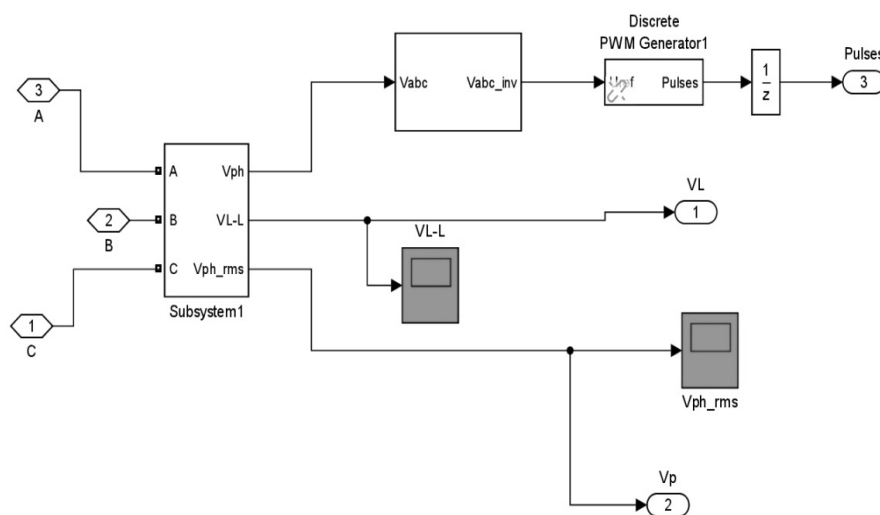 Discrete
PWM Generator1
3
A
Vabc
Vabc_inv
Uref
Pulses
1
z
Pulses
3
2
B
1
C
A
B
C
Vph
VL-L
Vph_rms
Subsystem1
VL-L
VL
1
Vph_rms
Vp
2